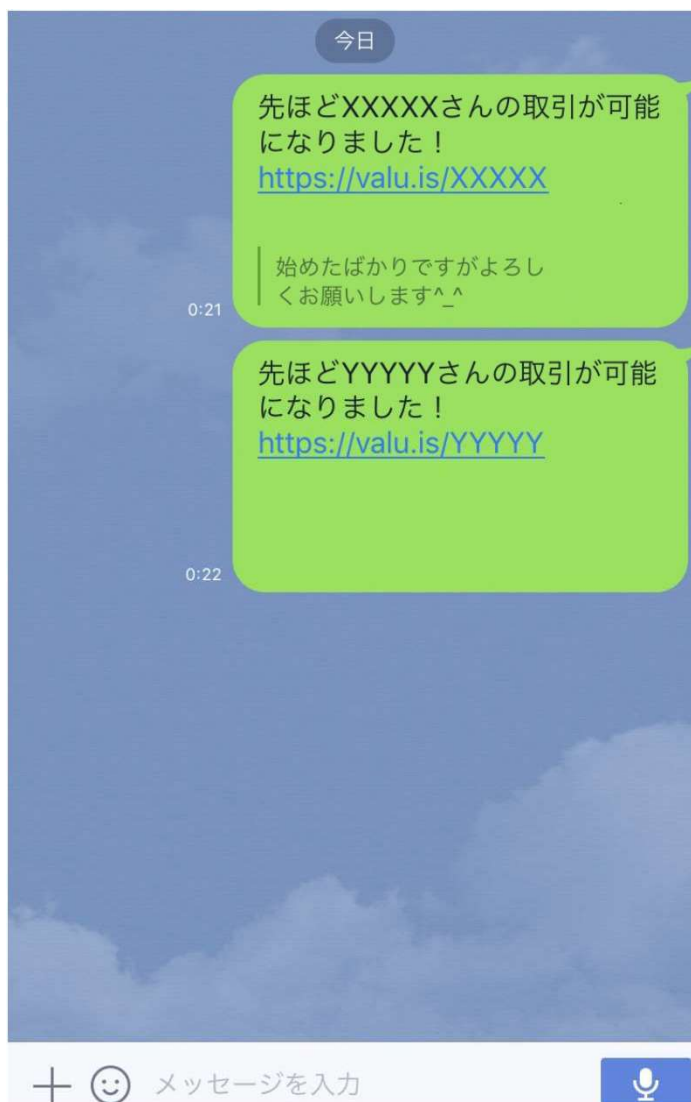 今日
先ほどXXXXXさんの取引が可能
になりました！
https://valu.is/XXXXX
始めたばかりですがよろし
くお願いします^_^
0:21
先ほどYYYYYさんの取引が可能
になりました！
https://valu.is/YYYYY
0:22
メッセージを入力